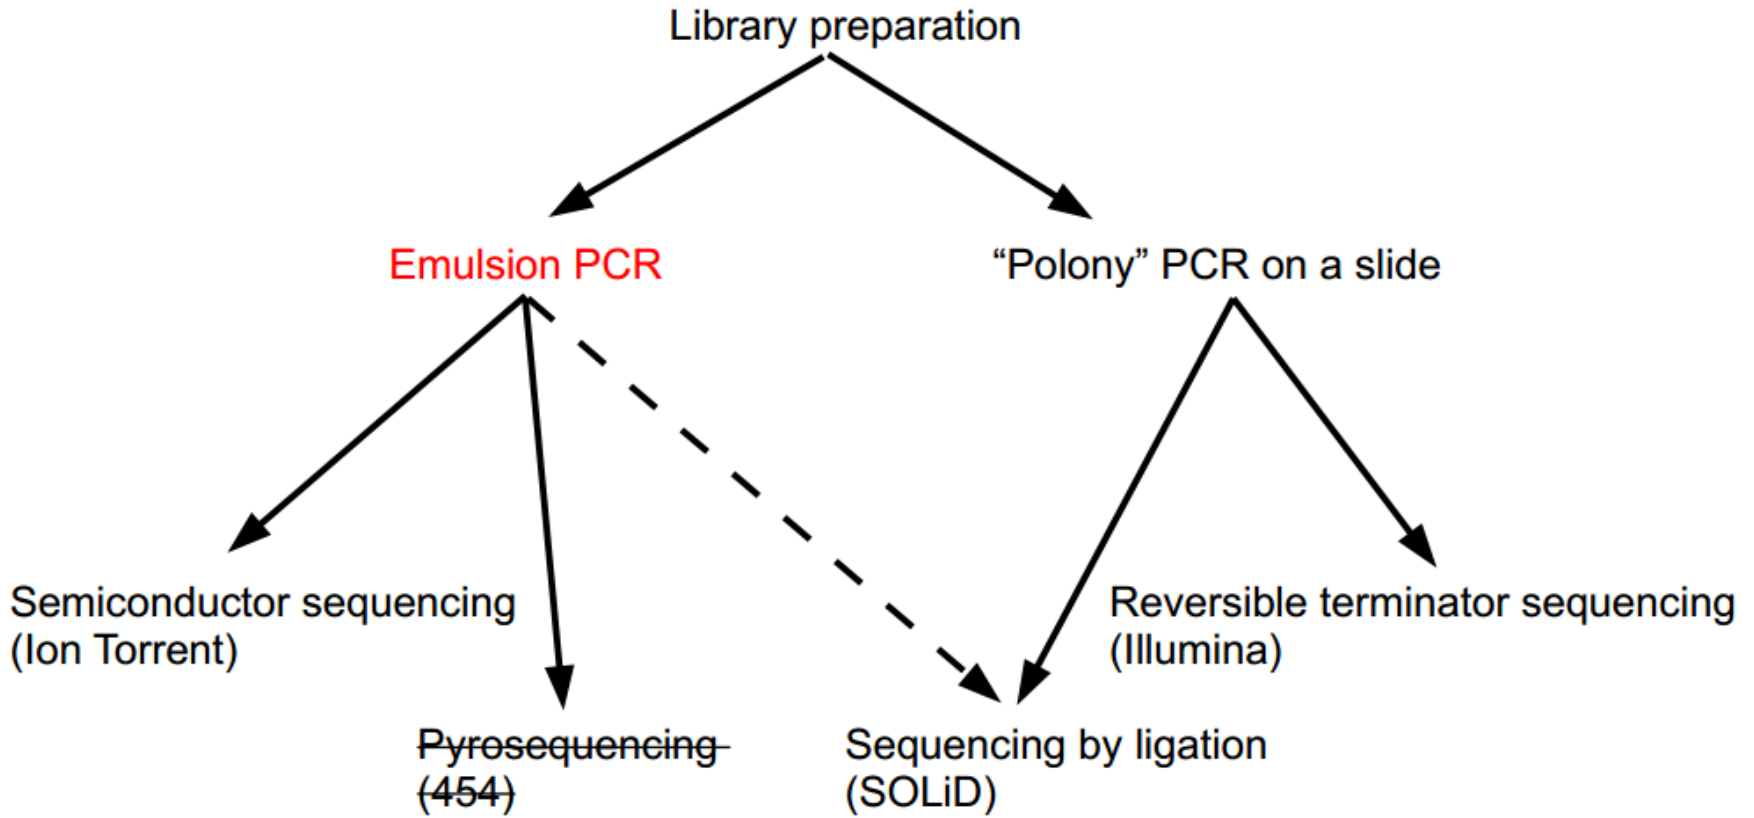 Library preparation
Emulsion PCR
“Polony” PCR on a slide
Semiconductor sequencing
(Ion Torrent)
Reversible terminator sequencing
(Illumina)
Pyrosequencing
(454)
Sequencing by ligation
(SOLiD)